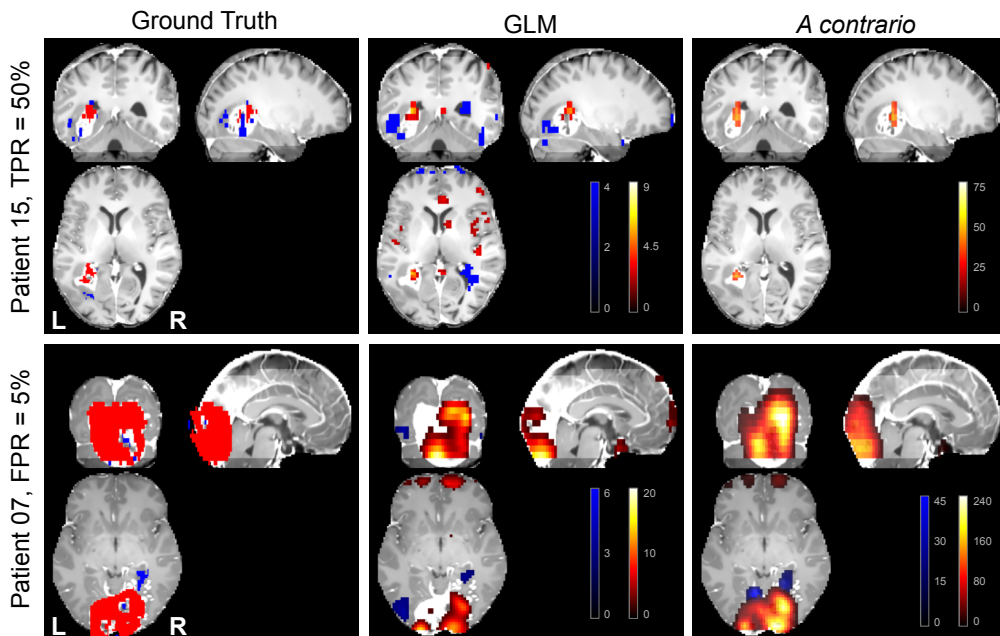 Ground Truth
GLM
A contrario
Patient 15, TPR = 50%
L
R
4
2
0
9
4.5
0
75
50
25
0
Patient 07, FPR = 5%
L
R
6
3
0
20
10
0
45
30
15
0
240
160
80
0